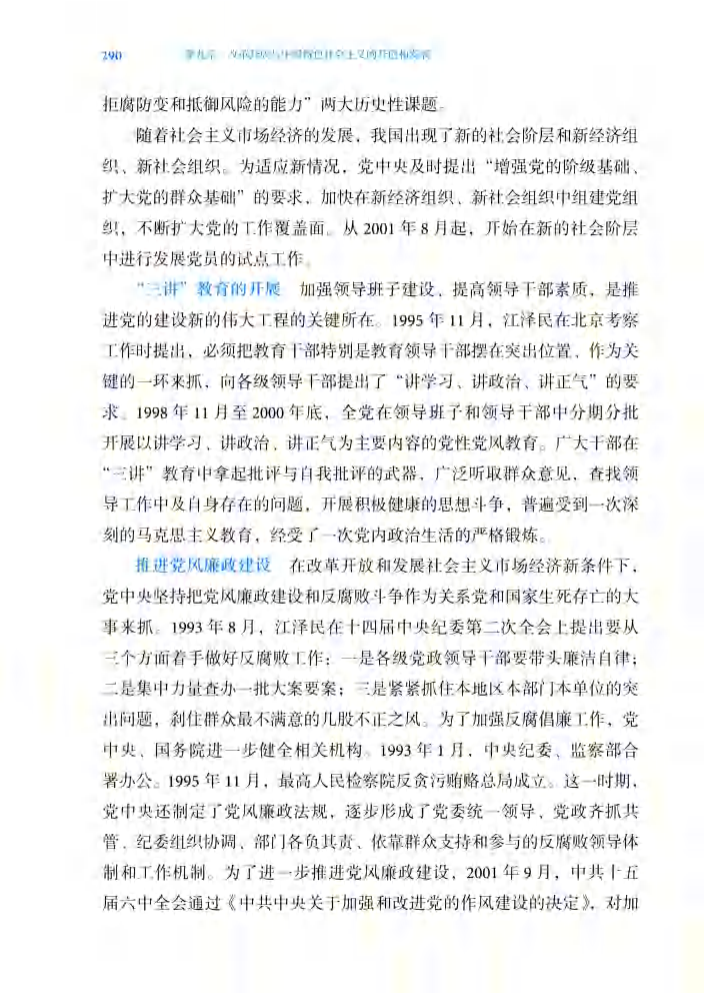 290 第九章 改革开放与中国特色社会主义的开创和发展
拒腐防变和抵御风险的能力”两大历史性课题。
随着社会主义市场经济的发展，我国出现了新的社会阶层和新经济组
织、新社会组织。为适应新情况，党中央及时提出“增强党的阶级基础、
扩大党的群众基础”的要求，加快在新经济组织、新社会组织中组建党组
织，不断扩大党的工作覆盖面。从 2001 年 8 月起，开始在新的社会阶层
中进行发展党员的试点工作。
“三讲”教育的开展 加强领导班子建设、提高领导干部素质，是推
进党的建设新的伟大工程的关键所在。1995 年 11 月，江泽民在北京考察
工作时提出，必须把教育干部特别是教育领导干部摆在突出位置、作为关
键的一环来抓，向各级领导干部提出了“讲学习、讲政治、讲正气”的要
求。1998 年 11 月至 2000 年底，全党在领导班子和领导干部中分期分批
开展以讲学习、讲政治、讲正气为主要内容的党性党风教育。广大干部在
“三讲”教育中拿起批评与自我批评的武器，广泛听取群众意见，查找领
导工作中及自身存在的问题，开展积极健康的思想斗争，普遍受到一次深
刻的马克思主义教育，经受了一次党内政治生活的严格锻炼。
推进党风廉政建设 在改革开放和发展社会主义市场经济新条件下，
党中央坚持把党风廉政建设和反腐败斗争作为关系党和国家生死存亡的大
事来抓。1993 年 8 月，江泽民在十四届中央纪委第二次全会上提出要从
三个方面着手做好反腐败工作：一是各级党政领导干部要带头廉洁自律；
二是集中力量查办一批大案要案；三是紧紧抓住本地区本部门本单位的突
出问题，刹住群众最不满意的几股不正之风。为了加强反腐倡廉工作，党
中央、国务院进一步健全相关机构。1993 年 1 月，中央纪委、监察部合
署办公。1995 年 11 月，最高人民检察院反贪污贿赂总局成立。这一时期，
党中央还制定了党风廉政法规，逐步形成了党委统一领导、党政齐抓共
管、纪委组织协调、部门各负其责、依靠群众支持和参与的反腐败领导体
制和工作机制。为了进一步推进党风廉政建设，2001 年 9 月，中共十五
届六中全会通过《中共中央关于加强和改进党的作风建设的决定》，对加